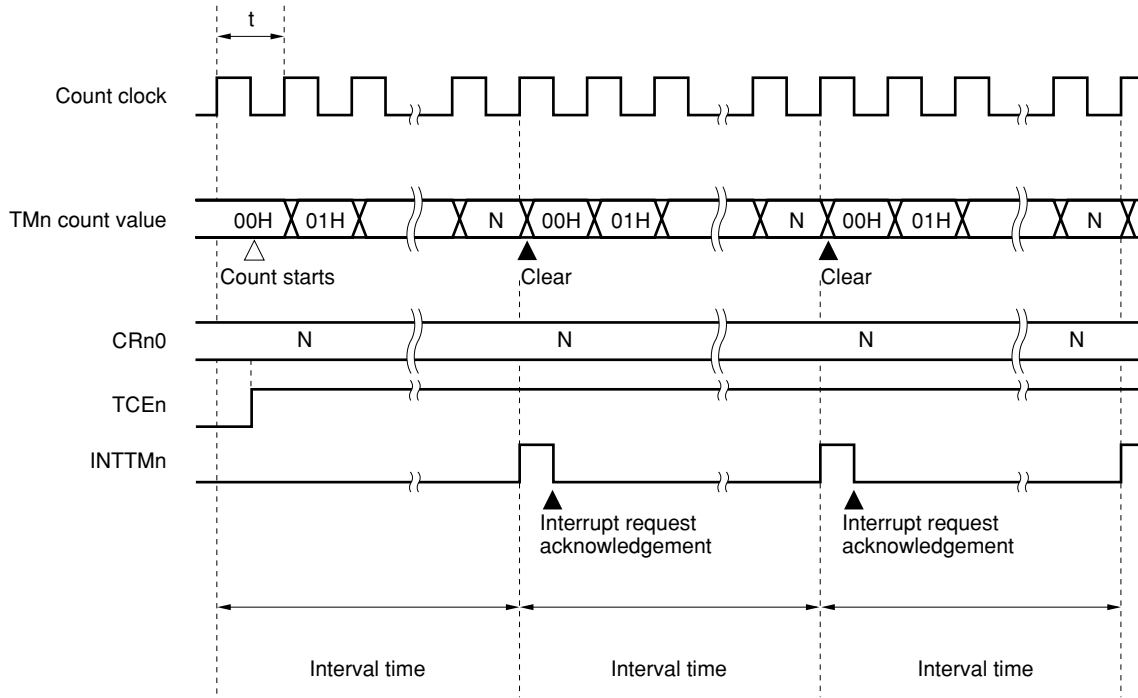 t
Count clock
TMn count value 00H 01H N 00H 01H N 00H 01H N
Count starts Clear Clear
CRn0 N N N N
TCEn
INTTMn
Interrupt request acknowledgement Interrupt request acknowledgement
Interval time Interval time Interval time